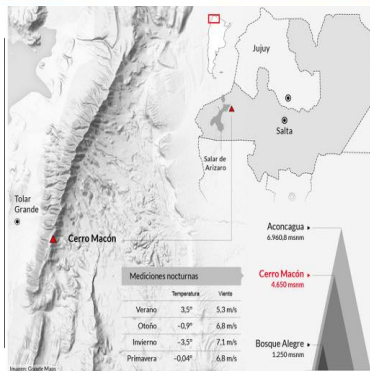 Jujuy
Salta
Salar de
Arizaro
Tolar
Grande
Cerro Macón
Aconcagua
6.960,8 msnm
Cerro Macón
4.650 msnm
Bosque Alegre
1.250 msnm
Mediciones nocturnas
Temperatura Viento
Verano 3,5° 5,3 m/s
Otoño -0,9° 6,8 m/s
Invierno -3,5° 7,1 m/s
Primavera -0,04° 6,8 m/s
Imagen: Google Maps